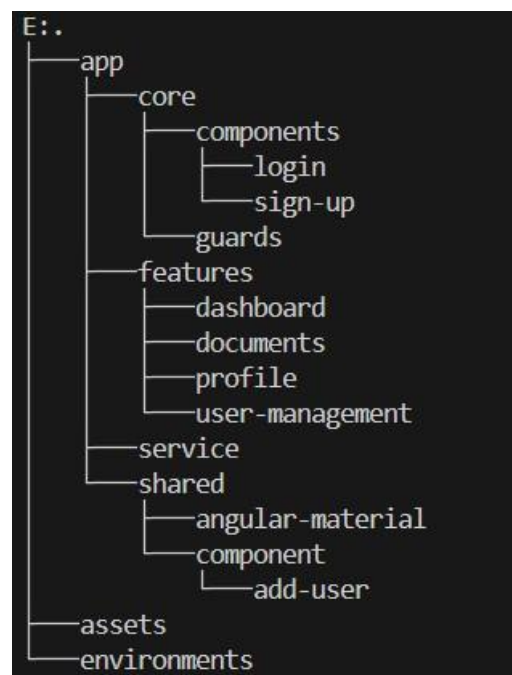 E:.
├───app
│   ├───core
│   │   ├───components
│   │   │   ├───login
│   │   │   └───sign-up
│   │   └───guards
│   ├───features
│   │   ├───dashboard
│   │   ├───documents
│   │   ├───profile
│   │   └───user-management
│   ├───service
│   └───shared
│       ├───angular-material
│       └───component
│           └───add-user
├───assets
└───environments